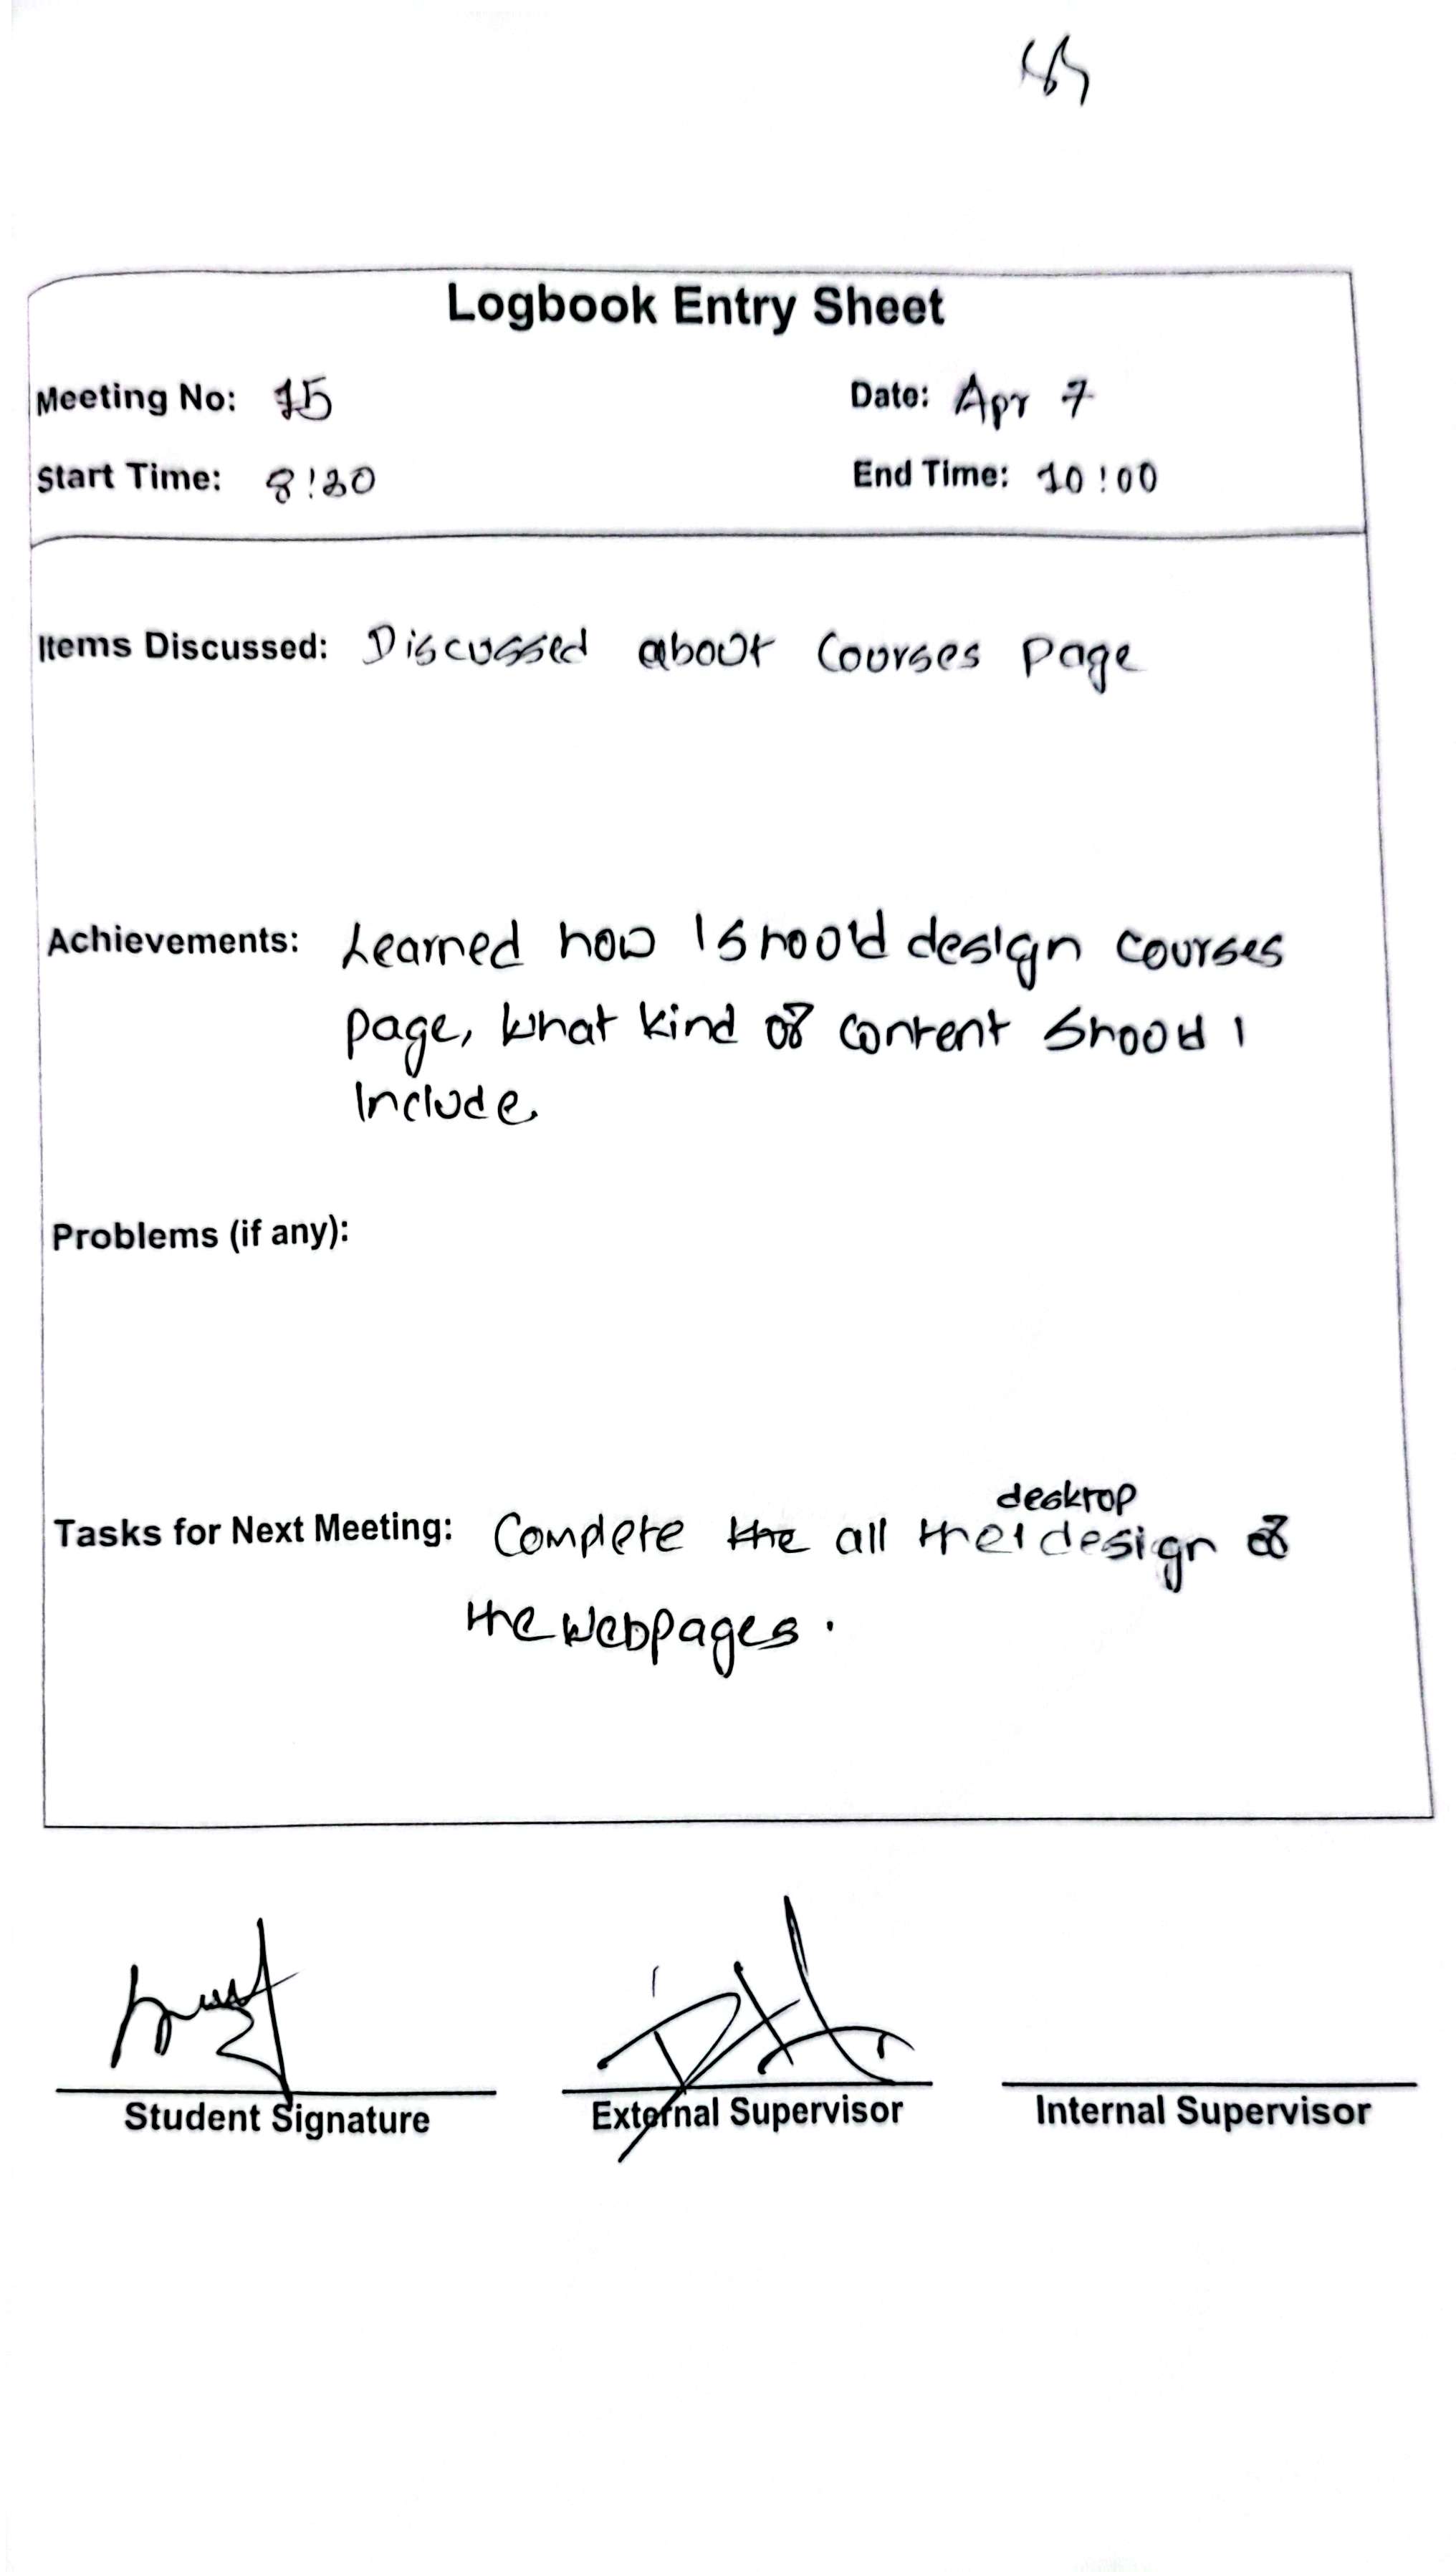 Logbook Entry Sheet
Meeting No: 15 Date: Apr 7
Start Time: 8:30 End Time: 10:00
Items Discussed: Discussed about Courses page
Achievements: Learned how I should design courses
page, what kind of content should I
include.
Problems (if any):
desktop
Tasks for Next Meeting: Complete the all the design of
the webpages.
Student Signature External Supervisor Internal Supervisor